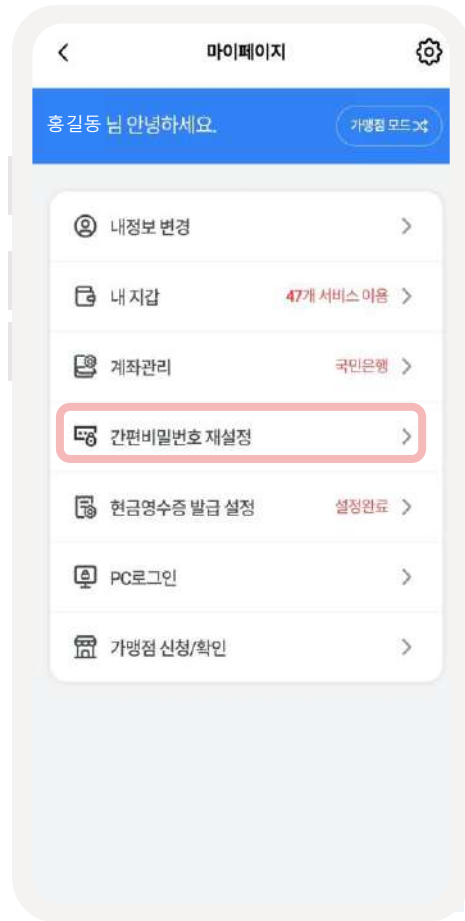 마이페이지
홍길동 님 안녕하세요.
가맹점 모드
내정보 변경
내 지갑 47개 서비스 이용
계좌관리 국민은행
간편비밀번호 재설정
현금영수증 발급 설정 설정완료
PC로그인
가맹점 신청/확인